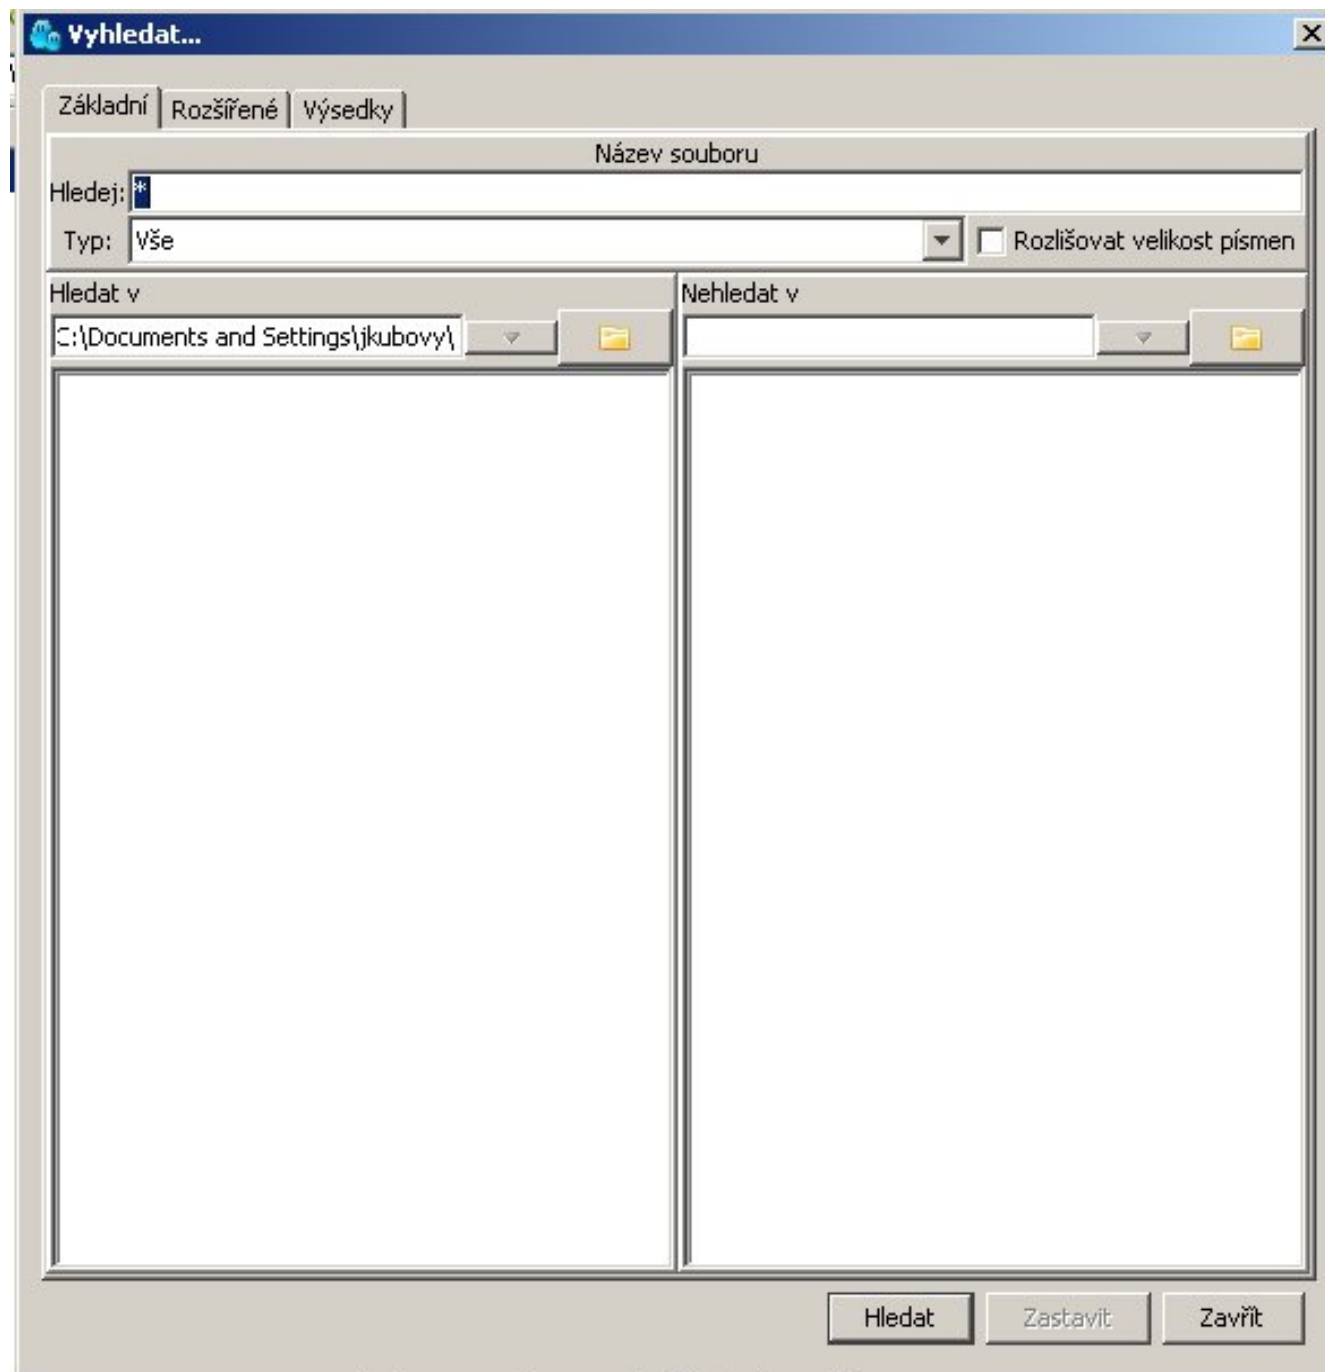 Vyhledat...
Základní Rozšířené Výsedky
Název souboru
Hledej: *
Typ: Vše Rozlišovat velikost písmen
Hledat v Nehledat v
C:\Documents and Settings\jkubovy\
Hledat Zastavit Zavřít